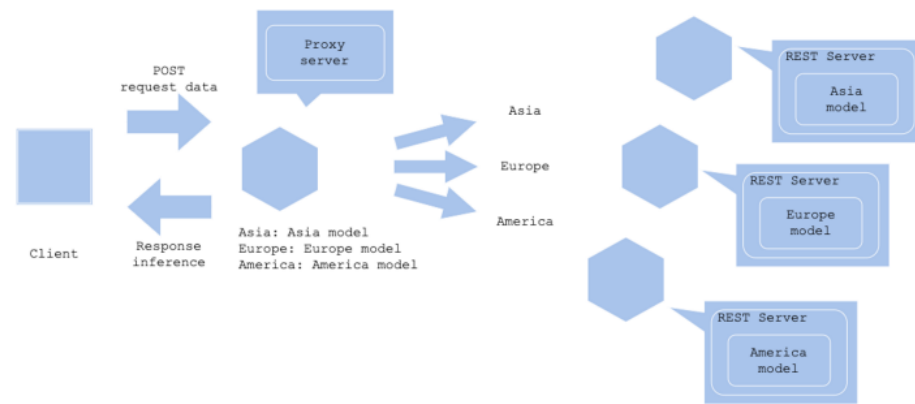 Proxy
server
POST
request data
Client
Response
inference
Asia: Asia model
Europe: Europe model
America: America model
Asia
Europe
America
REST Server
Asia
model
REST Server
Europe
model
REST Server
America
model